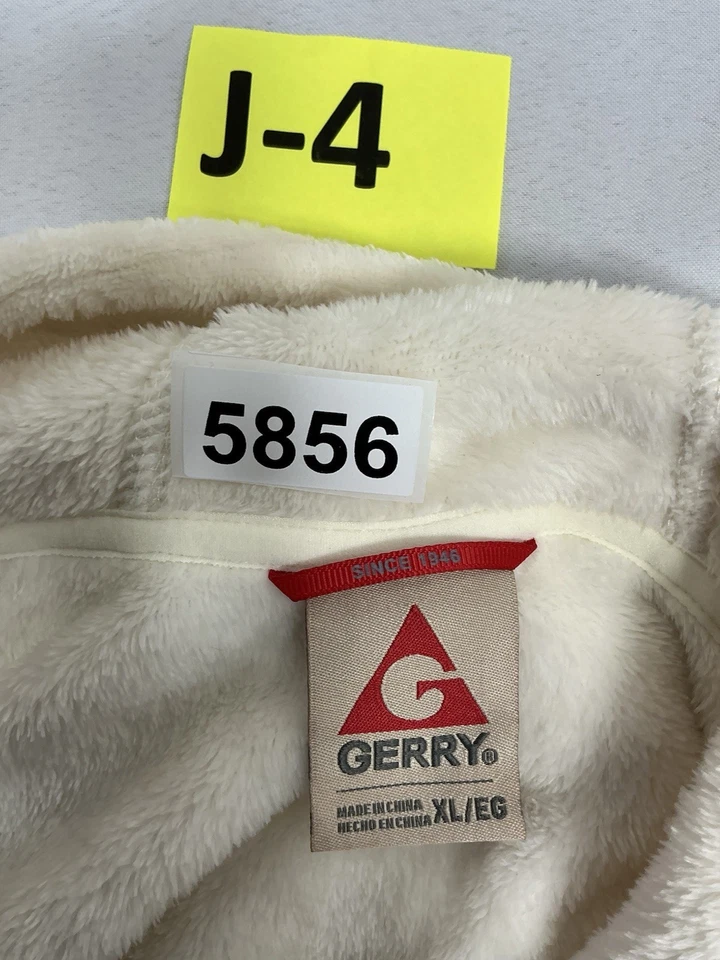 J-4
5856
SINCE 1946
G
GERRY®
MADE IN CHINA
HECHO EN CHINA
XL/EG